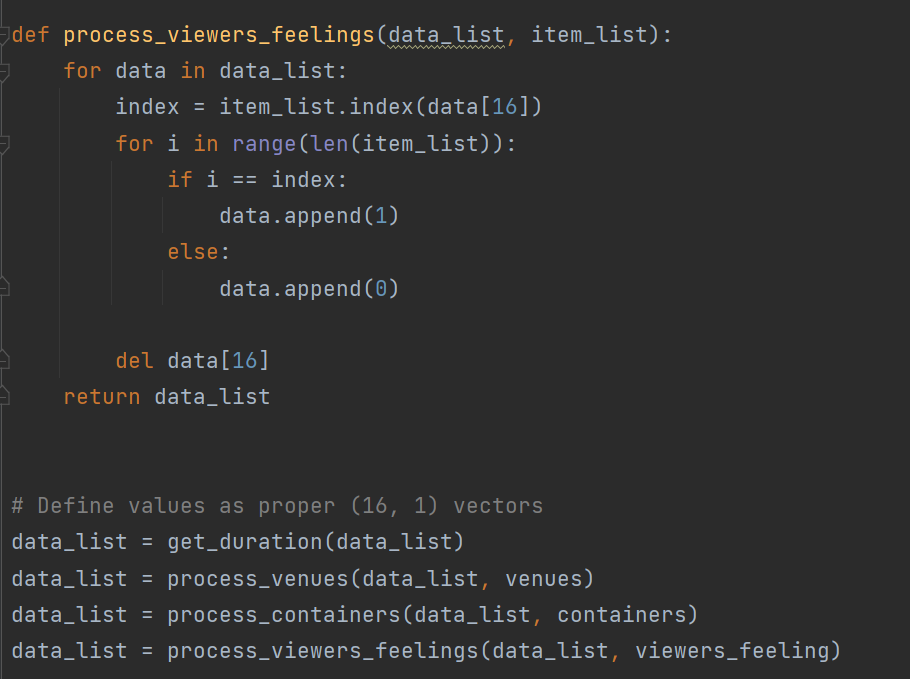 def process_viewers_feelings(data_list, item_list):
    for data in data_list:
        index = item_list.index(data[16])
        for i in range(len(item_list)):
            if i == index:
                data.append(1)
            else:
                data.append(0)

        del data[16]
    return data_list


# Define values as proper (16, 1) vectors
data_list = get_duration(data_list)
data_list = process_venues(data_list, venues)
data_list = process_containers(data_list, containers)
data_list = process_viewers_feelings(data_list, viewers_feeling)